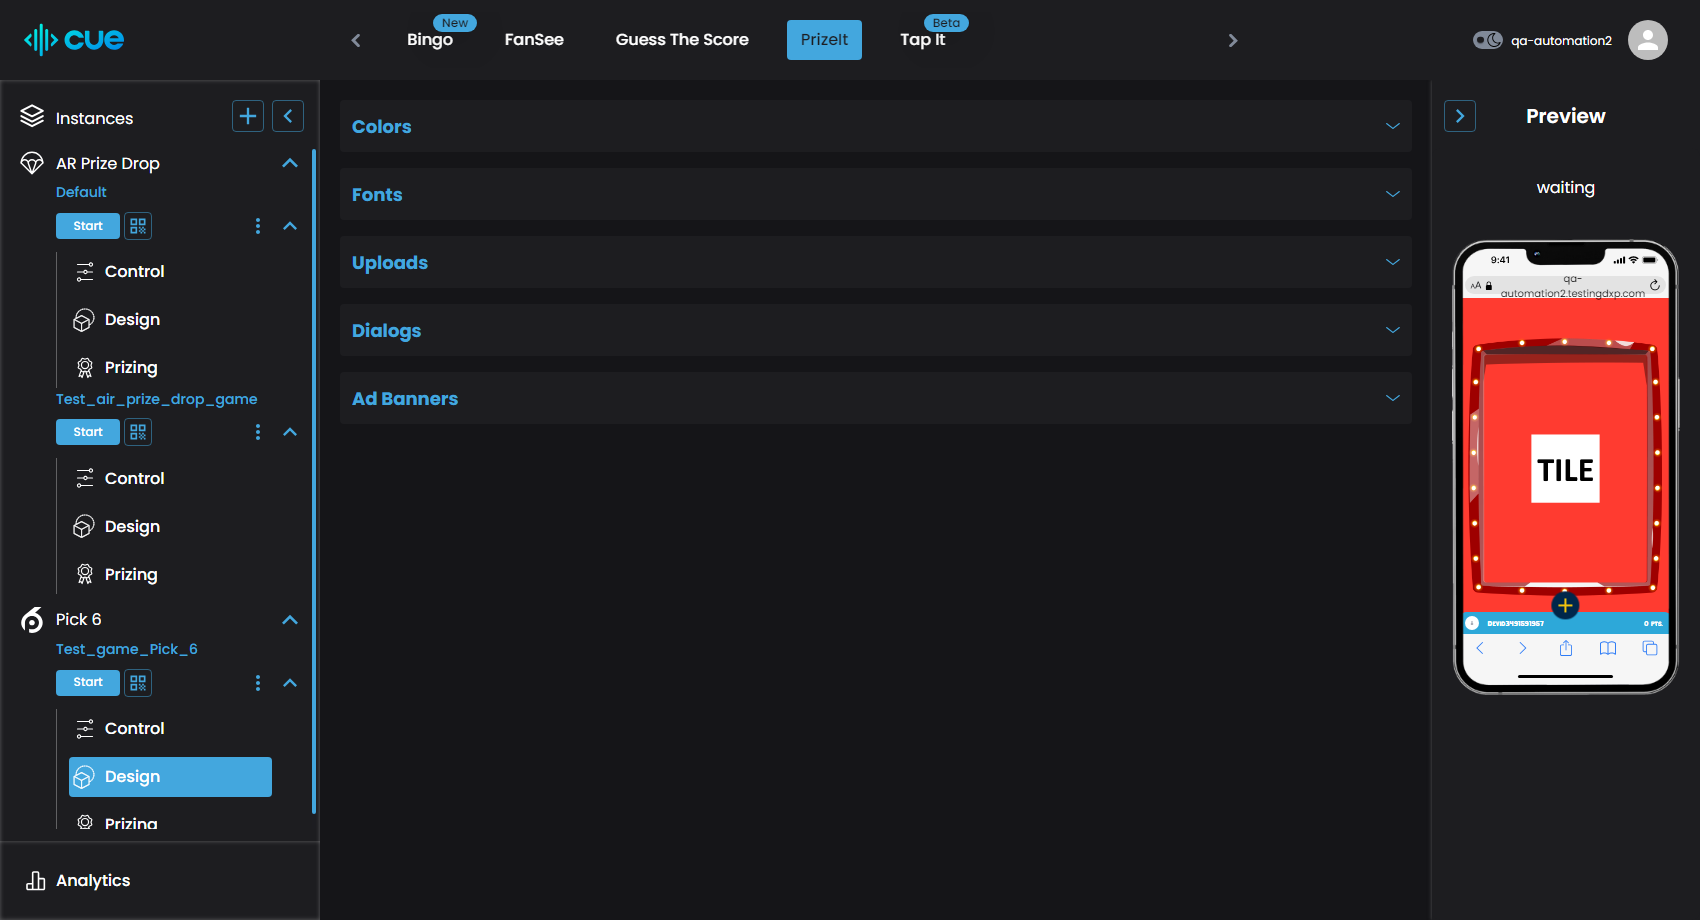 cue
Bingo
New
FanSee
Guess The Score
PrizeIt
Tap It
Beta
qa-automation2
Instances
AR Prize Drop
Default
Start
Control
Design
Prizing
Test_air_prize_drop_game
Start
Control
Design
Prizing
Pick 6
Test_game_Pick_6
Start
Control
Design
Prizing
Analytics
Colors
Fonts
Uploads
Dialogs
Ad Banners
Preview
waiting
9:41
AA
qa-
automation2.testingdxp.com
TILE
DEVID3491691967
0 PTS.